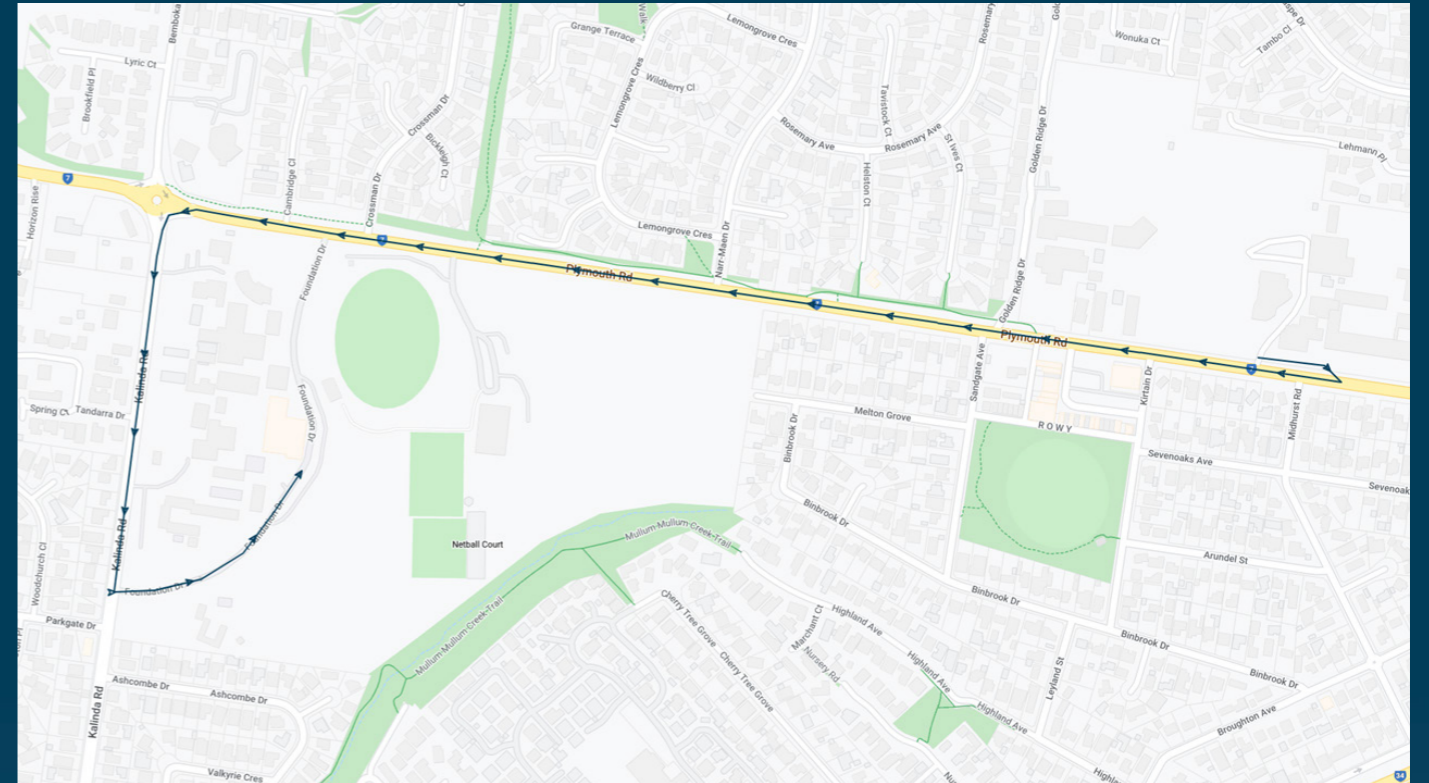 Bemboka
Grange Terrace
Walk
Lemongrove Cres
Rosemary
Wonuka Ct
Tambo Cl
Lyric Ct
Brookfield Pl
Crossman Dr
Bickleigh Ct
Lemongrove Cres
Wildberry Cl
Rosemary Ave
Tavistock Ct
Rosemary Ave
St Ives Ct
Golden Ridge Dr
Lehmann Pl
7
Horizon Rise
Cambridge Cl
Crossman Dr
Helston Ct
Lemongrove Cres
Narr-Maen Dr
Foundation Dr
Plymouth Rd
Golden Ridge Dr
Plymouth Rd
Kalinda Rd
Sandgate Ave
Kirtain Dr
Midhurst Rd
Spring Ct
Tandarra Dr
Foundation Dr
Melton Grove
Binbrook Dr
ROWY
Sevenoaks Ave
Sevenoak
Kalinda Rd
Foundation Dr
Netball Court
Mullum-Mullum Creek-Trail
Binbrook Dr
Arundel St
Woodchurch Cl
Foundation Dr
Parkgate Dr
Cherry Tree Grove
Cherry Tree Grove
Marchant Ct
Highland Ave
Binbrook Dr
Binbrook Dr
Mullum-Mullum Creek-Trail
Nursery Rd
Highland Ave
Leyland St
Binbrook Dr
Ashcombe Dr
Ashcombe Dr
Kalinda Rd
Highland Ave
Broughton Ave
Valkyrie Cres
34